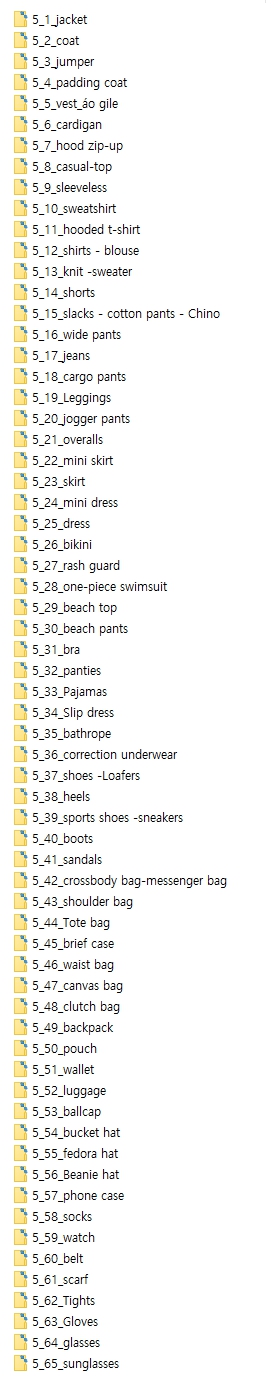 5_1_jacket
5_2_coat
5_3_jumper
5_4_padding coat
5_5_vest_áo gile
5_6_cardigan
5_7_hood zip-up
5_8_casual-top
5_9_sleeveless
5_10_sweatshirt
5_11_hooded t-shirt
5_12_shirts - blouse
5_13_knit -sweater
5_14_shorts
5_15_slacks - cotton pants - Chino
5_16_wide pants
5_17_jeans
5_18_cargo pants
5_19_Leggings
5_20_jogger pants
5_21_overalls
5_22_mini skirt
5_23_skirt
5_24_mini dress
5_25_dress
5_26_bikini
5_27_rash guard
5_28_one-piece swimsuit
5_29_beach top
5_30_beach pants
5_31_bra
5_32_panties
5_33_Pajamas
5_34_Slip dress
5_35_bathrope
5_36_correction underwear
5_37_shoes -Loafers
5_38_heels
5_39_sports shoes -sneakers
5_40_boots
5_41_sandals
5_42_crossbody bag-messenger bag
5_43_shoulder bag
5_44_Tote bag
5_45_brief case
5_46_waist bag
5_47_canvas bag
5_48_clutch bag
5_49_backpack
5_50_pouch
5_51_wallet
5_52_luggage
5_53_ballcap
5_54_bucket hat
5_55_fedora hat
5_56_Beanie hat
5_57_phone case
5_58_socks
5_59_watch
5_60_belt
5_61_scarf
5_62_Tights
5_63_Gloves
5_64_glasses
5_65_sunglasses